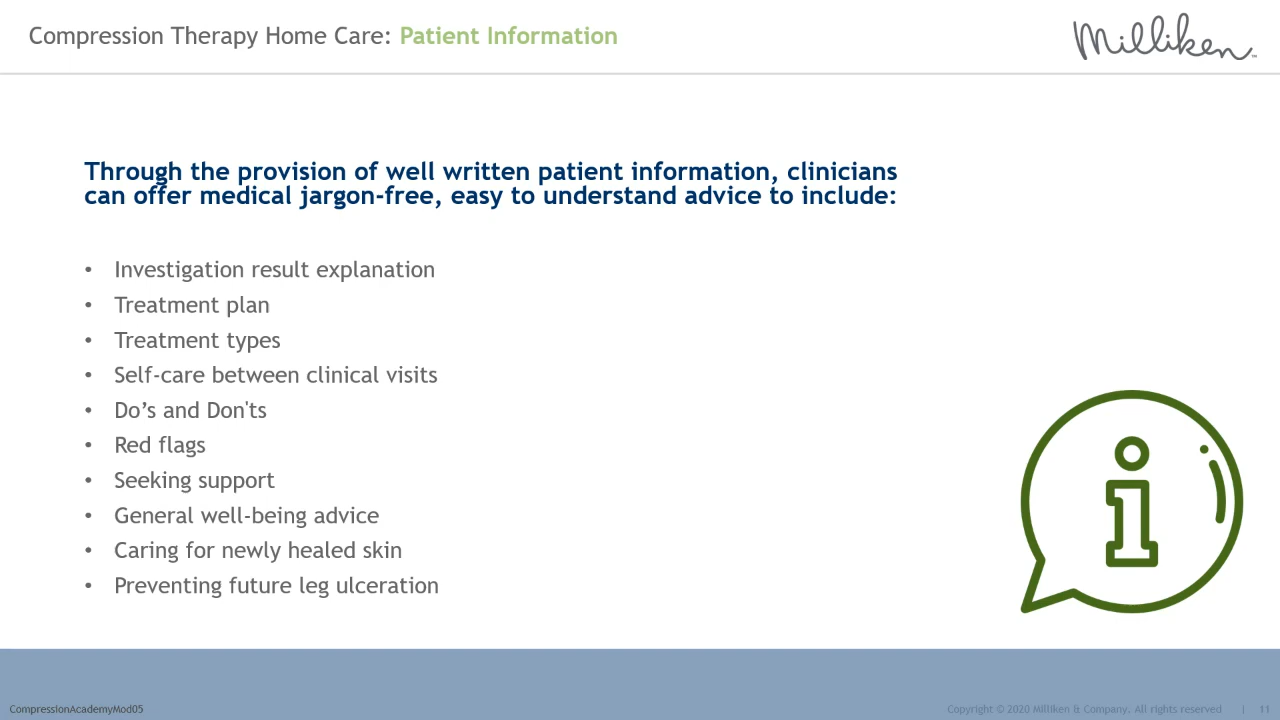 Compression Therapy Home Care: Patient Information
Milliken™
Through the provision of well written patient information, clinicians
can offer medical jargon-free, easy to understand advice to include:
• Investigation result explanation
• Treatment plan
• Treatment types
• Self-care between clinical visits
• Do’s and Don'ts
• Red flags
• Seeking support
• General well-being advice
• Caring for newly healed skin
• Preventing future leg ulceration
i
CompressionAcademyMod05
Copyright © 2020 Milliken & Company. All rights reserved | 11